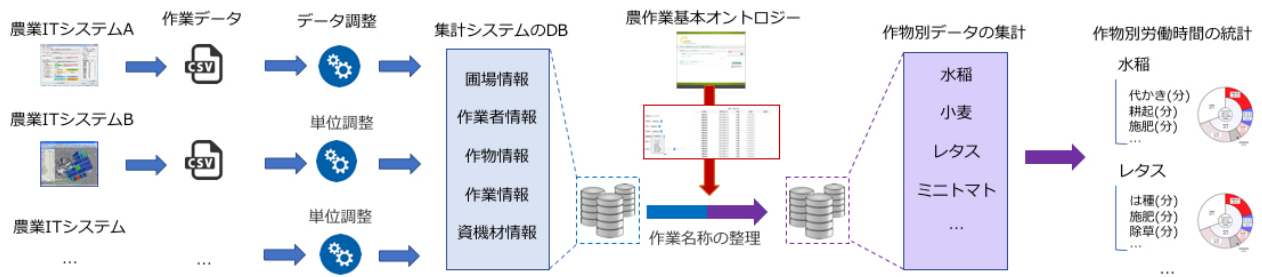 農業ITシステムA
作業データ
データ調整
集計システムのDB
農作業基本オントロジー
作物別データの集計
作物別労働時間の統計
CSV
圃場情報
作業者情報
作物情報
作業情報
資機材情報
水稲
小麦
レタス
ミニトマト
…
水稲
代かき(分)
耕起(分)
施肥(分)
…
農業ITシステムB
単位調整
CSV
レタス
は種(分)
施肥(分)
除草(分)
…
農業ITシステム
単位調整
作業名称の整理
…
…
…